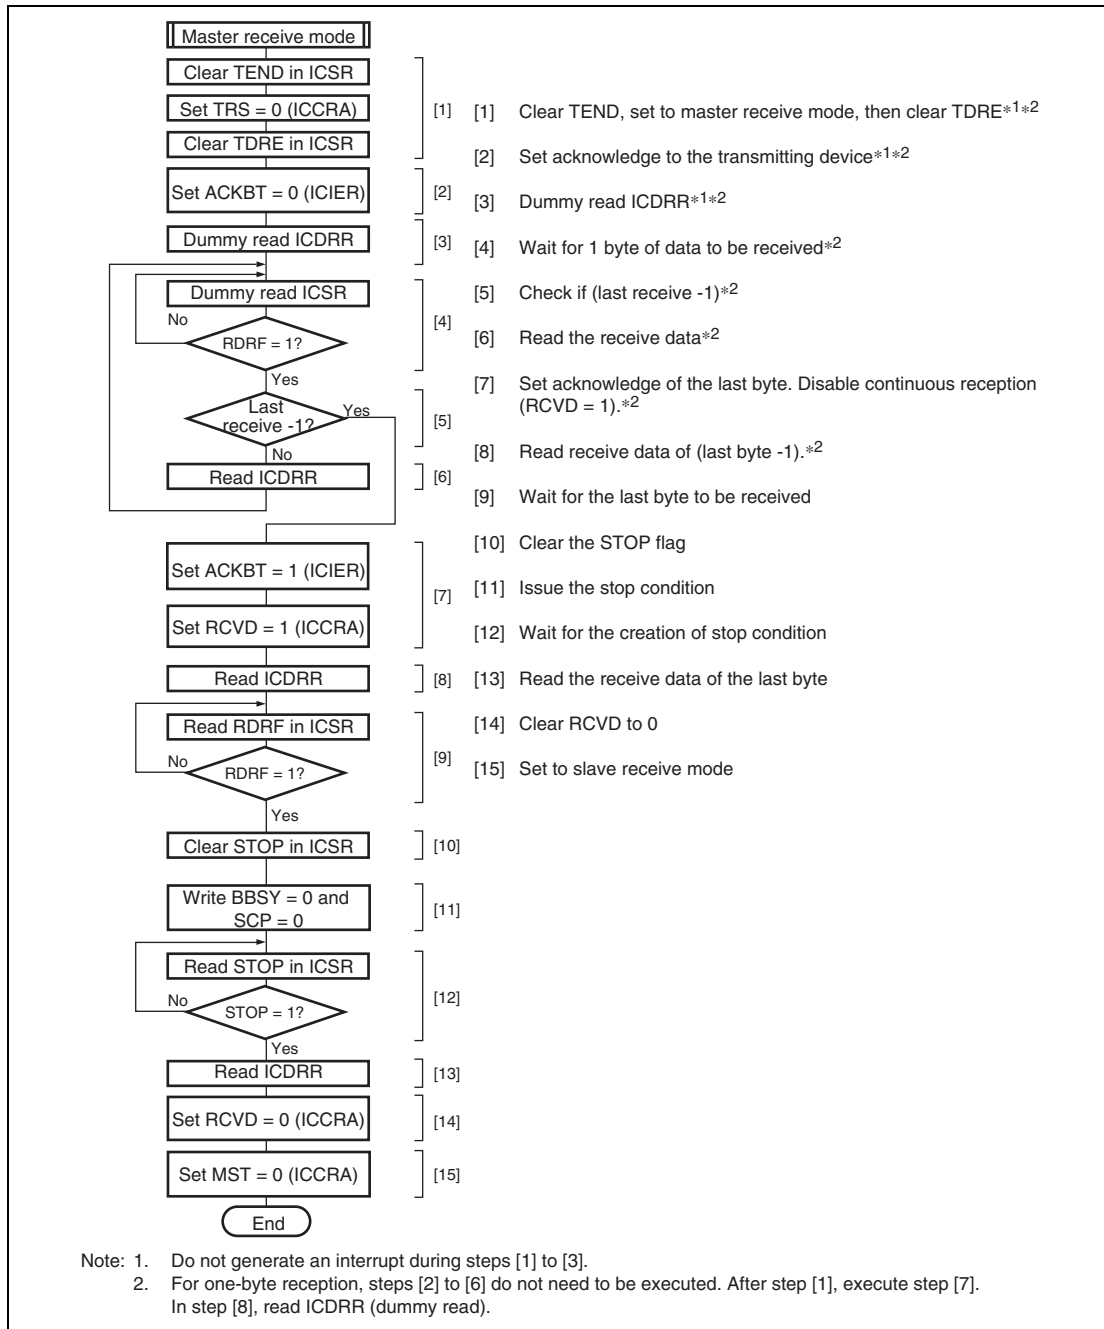 Master receive mode
Clear TEND in ICSR
Set TRS = 0 (ICCRA)
Clear TDRE in ICSR
[1]
Set ACKBT = 0 (ICIER)
[2]
Dummy read ICDRR
[3]
Dummy read ICSR
No
RDRF = 1?
[4]
Yes
Last
receive -1?
Yes
[5]
No
Read ICDRR
[6]
Set ACKBT = 1 (ICIER)
Set RCVD = 1 (ICCRA)
[7]
Read ICDRR
[8]
Read RDRF in ICSR
No
RDRF = 1?
[9]
Yes
Clear STOP in ICSR
[10]
Write BBSY = 0 and
SCP = 0
[11]
Read STOP in ICSR
No
STOP = 1?
[12]
Yes
Read ICDRR
[13]
Set RCVD = 0 (ICCRA)
[14]
Set MST = 0 (ICCRA)
[15]
End
[1] Clear TEND, set to master receive mode, then clear TDRE*1*2
[2] Set acknowledge to the transmitting device*1*2
[3] Dummy read ICDRR*1*2
[4] Wait for 1 byte of data to be received*2
[5] Check if (last receive -1)*2
[6] Read the receive data*2
[7] Set acknowledge of the last byte. Disable continuous reception
(RCVD = 1).*2
[8] Read receive data of (last byte -1).*2
[9] Wait for the last byte to be received
[10] Clear the STOP flag
[11] Issue the stop condition
[12] Wait for the creation of stop condition
[13] Read the receive data of the last byte
[14] Clear RCVD to 0
[15] Set to slave receive mode
Note: 1. Do not generate an interrupt during steps [1] to [3].
2. For one-byte reception, steps [2] to [6] do not need to be executed. After step [1], execute step [7].
In step [8], read ICDRR (dummy read).